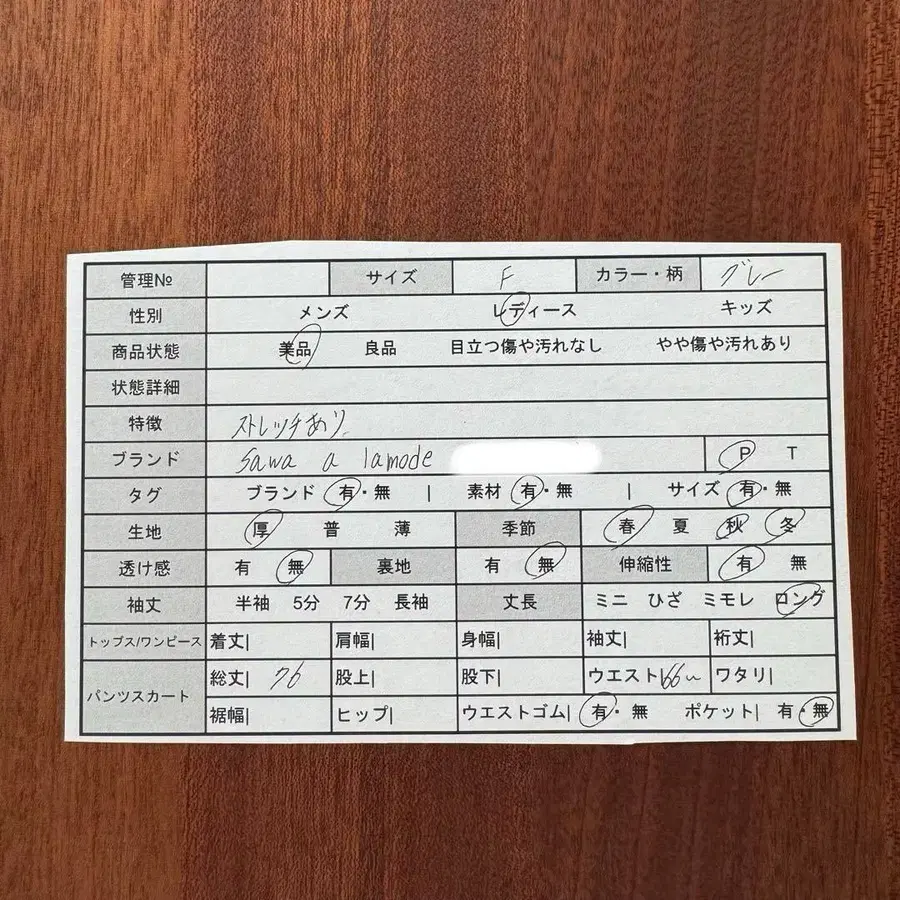 管理№ サイズ F カラー・柄 グレー
性別 メンズ レディース キッズ
商品状態 美品 良品 目立つ傷や汚れなし やや傷や汚れあり
状態詳細
特徴 ストレッチあり
ブランド sawa a lamode P T
タグ ブランド 有・無 | 素材 有・無 | サイズ 有・無
生地 厚 普 薄 季節 春 夏 秋 冬
透け感 有 無 裏地 有 無 伸縮性 有 無
袖丈 半袖 5分 7分 長袖 丈長 ミニ ひざ ミモレ ロング
トップス/ワンピース 着丈| 肩幅| 身幅| 袖丈| 裄丈|
パンツスカート 総丈| 76 股上| 股下| ウエスト| 66~ ワタリ|
裾幅| ヒップ| ウエストゴム| 有・無 ポケット| 有・無